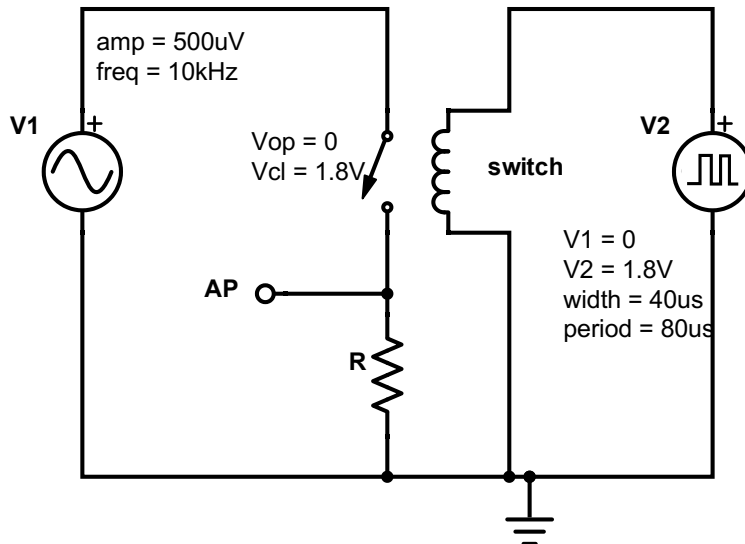 amp = 500uV
freq = 10kHz
V1
+
Vop = 0
Vcl = 1.8V
switch
V2
+
V1 = 0
V2 = 1.8V
width = 40us
period = 80us
AP
R